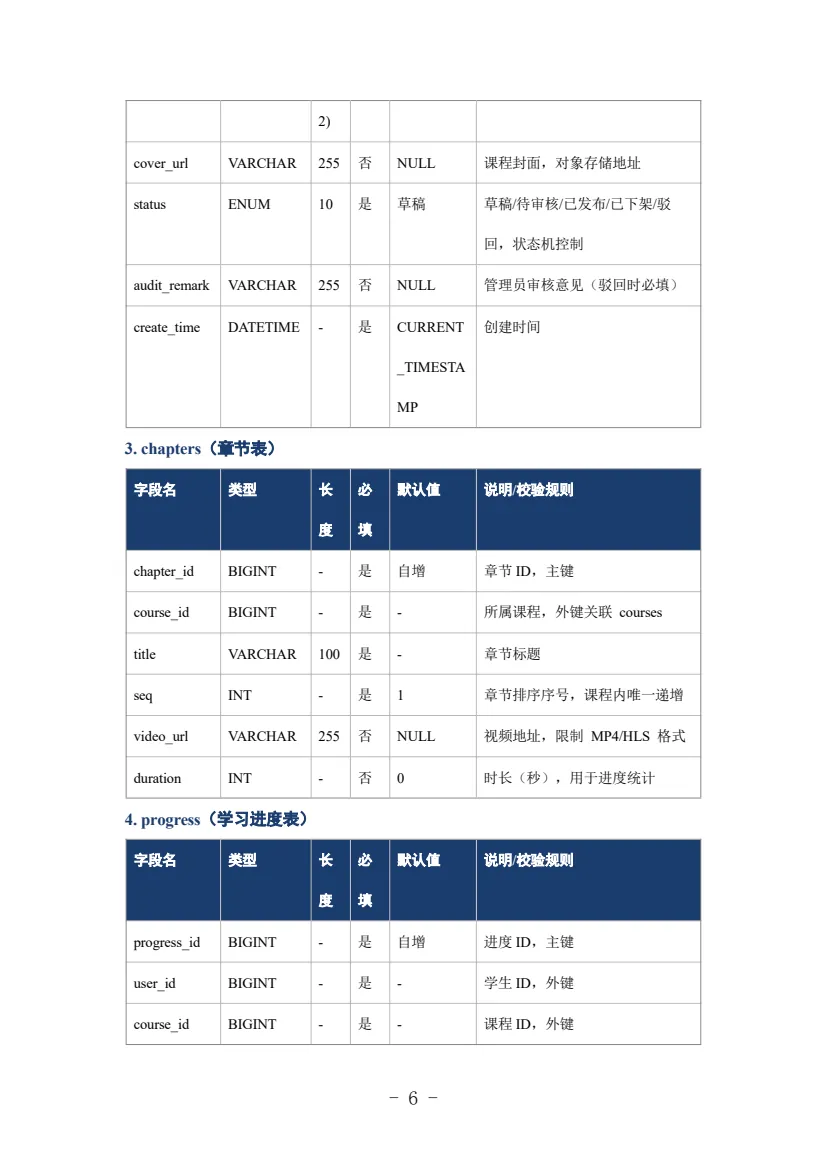 2)
cover_url VARCHAR 255 否 NULL 课程封面，对象存储地址
status ENUM 10 是 草稿 草稿/待审核/已发布/已下架/驳
回，状态机控制
audit_remark VARCHAR 255 否 NULL 管理员审核意见（驳回时必填）
create_time DATETIME - 是 CURRENT 创建时间
_TIMESTA
MP
3. chapters（章节表）
字段名 类型 长 必 默认值 说明/校验规则
度 填
chapter_id BIGINT - 是 自增 章节 ID，主键
course_id BIGINT - 是 - 所属课程，外键关联 courses
title VARCHAR 100 是 - 章节标题
seq INT - 是 1 章节排序序号，课程内唯一递增
video_url VARCHAR 255 否 NULL 视频地址，限制 MP4/HLS 格式
duration INT - 否 0 时长（秒），用于进度统计
4. progress（学习进度表）
字段名 类型 长 必 默认值 说明/校验规则
度 填
progress_id BIGINT - 是 自增 进度 ID，主键
user_id BIGINT - 是 - 学生 ID，外键
course_id BIGINT - 是 - 课程 ID，外键
- 6 -